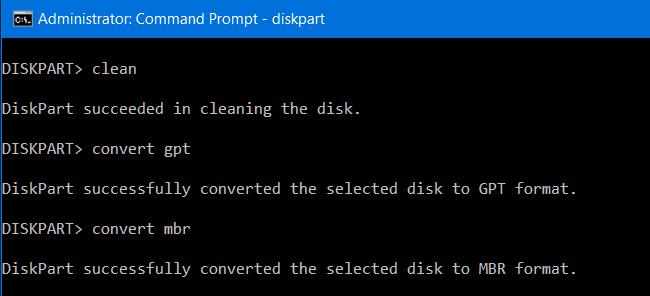 Administrator: Command Prompt - diskpart
DISKPART> clean
DiskPart succeeded in cleaning the disk.
DISKPART> convert gpt
DiskPart successfully converted the selected disk to GPT format.
DISKPART> convert mbr
DiskPart successfully converted the selected disk to MBR format.